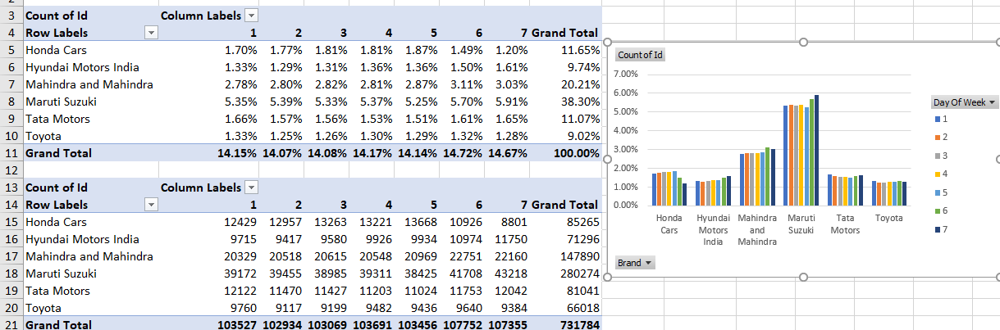 3 Count of Id Column Labels
4 Row Labels 1 2 3 4 5 6 7 Grand Total
5 Honda Cars 1.70% 1.77% 1.81% 1.81% 1.87% 1.49% 1.20% 11.65%
6 Hyundai Motors India 1.33% 1.29% 1.31% 1.36% 1.36% 1.50% 1.61% 9.74%
7 Mahindra and Mahindra 2.78% 2.80% 2.82% 2.81% 2.87% 3.11% 3.03% 20.21%
8 Maruti Suzuki 5.35% 5.39% 5.33% 5.37% 5.25% 5.70% 5.91% 38.30%
9 Tata Motors 1.66% 1.57% 1.56% 1.53% 1.51% 1.61% 1.65% 11.07%
10 Toyota 1.33% 1.25% 1.26% 1.30% 1.29% 1.32% 1.28% 9.02%
11 Grand Total 14.15% 14.07% 14.08% 14.17% 14.14% 14.72% 14.67% 100.00%
12
13 Count of Id Column Labels
14 Row Labels 1 2 3 4 5 6 7 Grand Total
15 Honda Cars 12429 12957 13263 13221 13668 10926 8801 85265
16 Hyundai Motors India 9715 9417 9580 9926 9934 10974 11750 71296
17 Mahindra and Mahindra 20329 20518 20615 20548 20969 22751 22160 147890
18 Maruti Suzuki 39172 39455 38985 39311 38425 41708 43218 280274
19 Tata Motors 12122 11470 11427 11203 11024 11753 12042 81041
20 Toyota 9760 9117 9199 9482 9436 9640 9384 66018
21 Grand Total 103527 102934 103069 103691 103456 107752 107355 731784
Count of Id
7.00%
6.00%
5.00%
4.00%
3.00%
2.00%
1.00%
0.00%
Honda Cars
Hyundai Motors India
Mahindra and Mahindra
Maruti Suzuki
Tata Motors
Toyota
Brand
Day Of Week
1
2
3
4
5
6
7